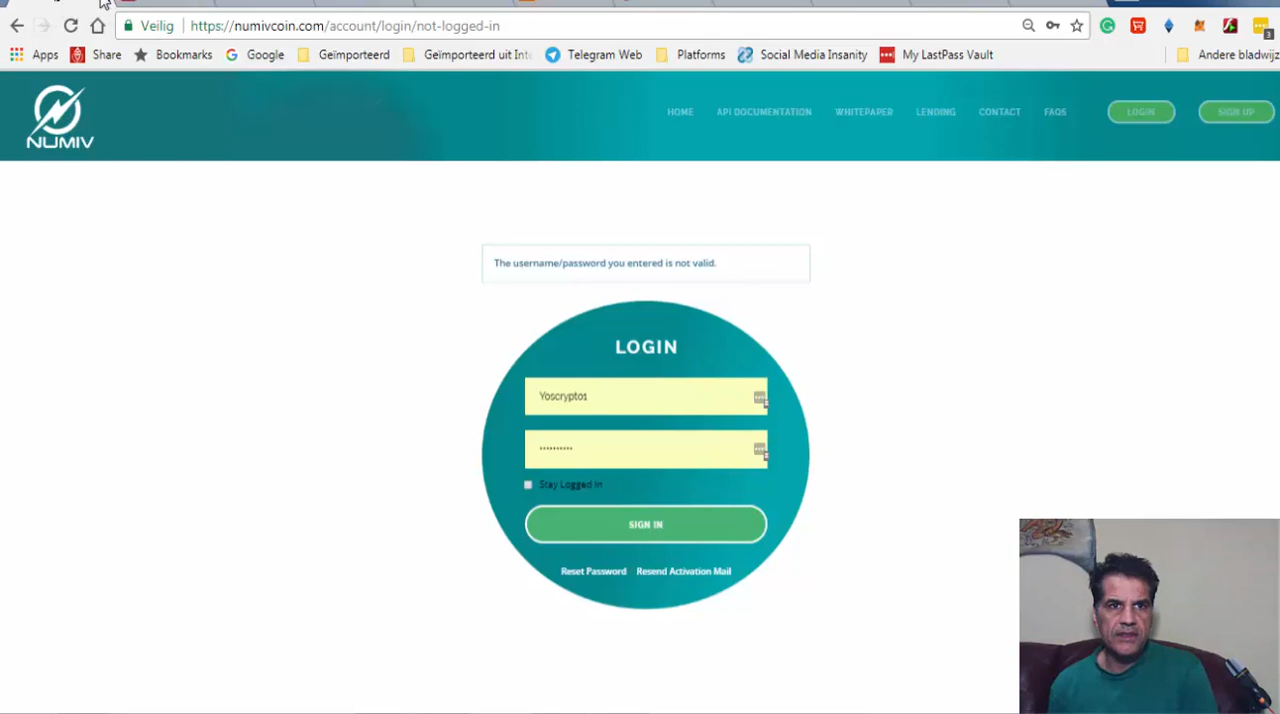 Veilig https://numivcoin.com/account/login/not-logged-in
3
Apps Share Bookmarks Google Geïmporteerd Geïmporteerd uit Telegram Web Platforms Social Media Insanity My LastPass Vault Andere bladwijz
NUMIV
HOME API DOCUMENTATION WHITEPAPER LENDING CONTACT FAQS LOGIN SIGN UP
The username/password you entered is not valid.
LOGIN
Yoscrypto1
··········
Stay Logged In
SIGN IN
Reset Password Resend Activation Mail